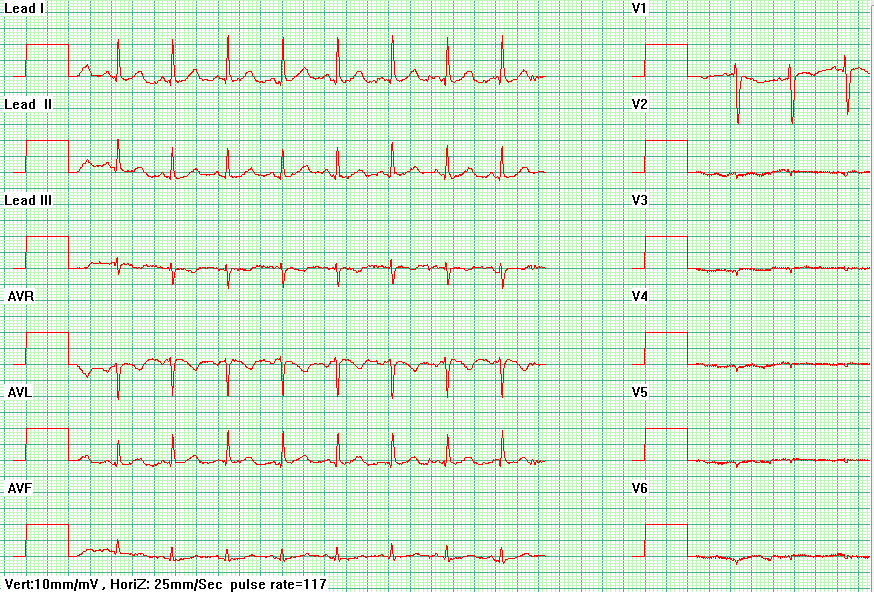 Lead I
V1
Lead II
V2
Lead III
V3
AVR
V4
AVL
V5
AVF
V6
Vert:10mm/mV , HoriZ: 25mm/Sec pulse rate=117